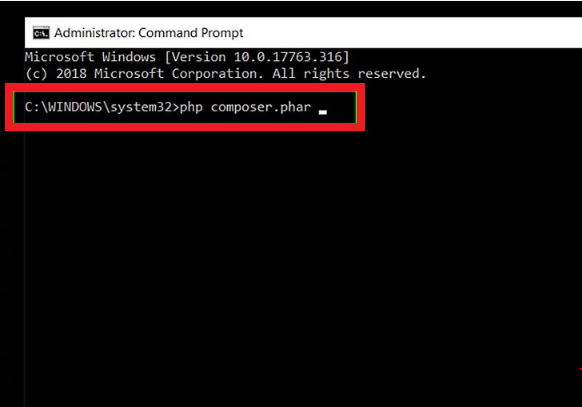 Administrator: Command Prompt
Microsoft Windows [Version 10.0.17763.316]
(c) 2018 Microsoft Corporation. All rights reserved.
C:\WINDOWS\system32>php composer.phar